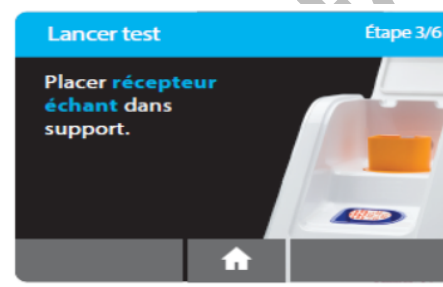 Lancer test
Étape 3/6
Placer récepteur
échant dans
support.